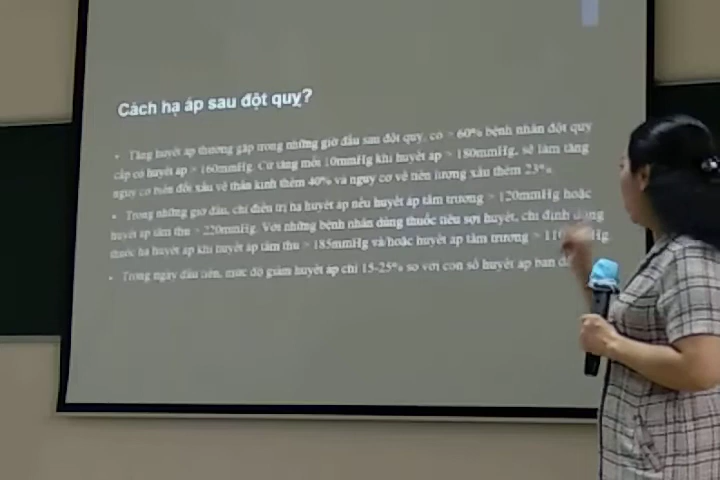 Cách hạ áp sau đột quỵ?
• Tăng huyết áp thường gặp trong những giờ đầu sau đột quỵ, có > 60% bệnh nhân đột quỵ
cấp có huyết áp > 160mmHg. Cứ tăng mỗi 10mmHg khi huyết áp > 180mmHg, sẽ làm tăng
nguy cơ biến đổi xấu về thần kinh thêm 40% và nguy cơ về tiên lượng xấu thêm 23%.
• Trong những giờ đầu, chỉ điều trị hạ huyết áp nếu huyết áp tâm trương > 120mmHg hoặc
huyết áp tâm thu > 220mmHg. Với những bệnh nhân dùng thuốc tiêu sợi huyết, chỉ định dùng
thuốc hạ huyết áp khi huyết áp tâm thu > 185mmHg và/hoặc huyết áp tâm trương > 110 Hg.
• Trong ngày đầu tiên, mức độ giảm huyết áp chỉ 15-25% so với con số huyết áp ban